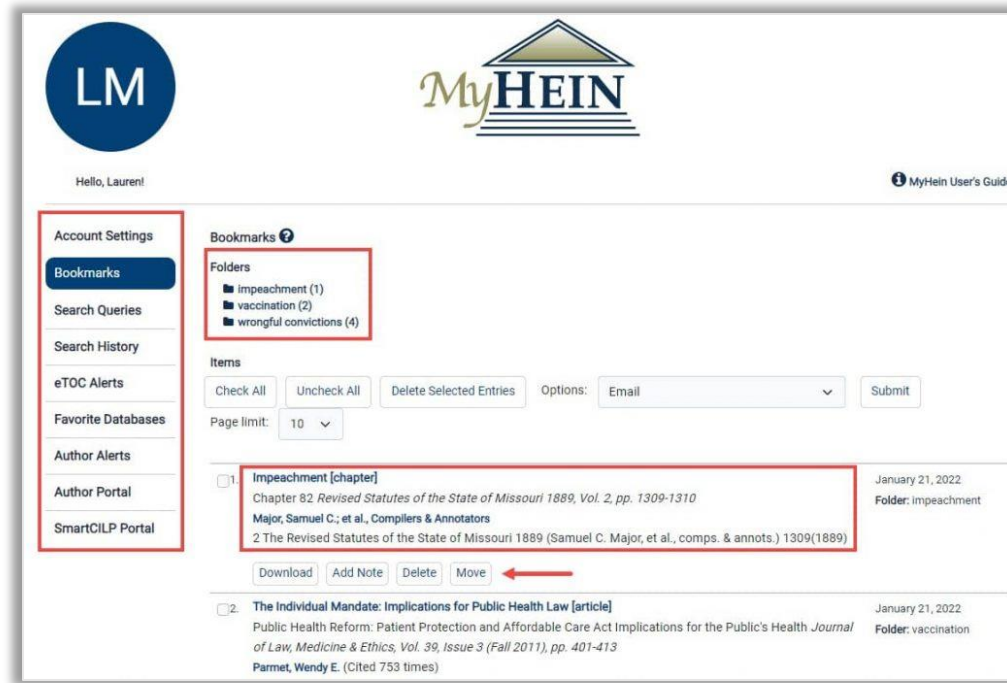 LM
MyHEIN
Hello, Lauren!
MyHein User's Guide
Account Settings
Bookmarks
Search Queries
Search History
eTOC Alerts
Favorite Databases
Author Alerts
Author Portal
SmartCILP Portal
Bookmarks
Folders
impeachment (1)
vaccination (2)
wrongful convictions (4)
Items
Check All Uncheck All Delete Selected Entries Options: Email Submit
Page limit: 10
1. Impeachment [chapter] January 21, 2022
Chapter 82 Revised Statutes of the State of Missouri 1889, Vol. 2, pp. 1309-1310 Folder: impeachment
Major, Samuel C.; et al., Compilers & Annotators
2 The Revised Statutes of the State of Missouri 1889 (Samuel C. Major, et al., comps. & annots.) 1309(1889)
Download Add Note Delete Move
2. The Individual Mandate: Implications for Public Health Law [article] January 21, 2022
Public Health Reform: Patient Protection and Affordable Care Act Implications for the Public's Health Journal Folder: vaccination
of Law, Medicine & Ethics, Vol. 39, Issue 3 (Fall 2011), pp. 401-413
Parmet, Wendy E. (Cited 753 times)